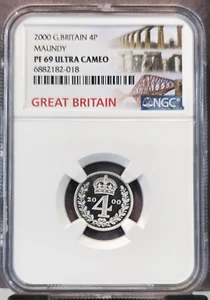 2000 G.BRITAIN 4P
MAUNDY
PF 69 ULTRA CAMEO
6882182-018
NGC
GREAT BRITAIN
20 4 00